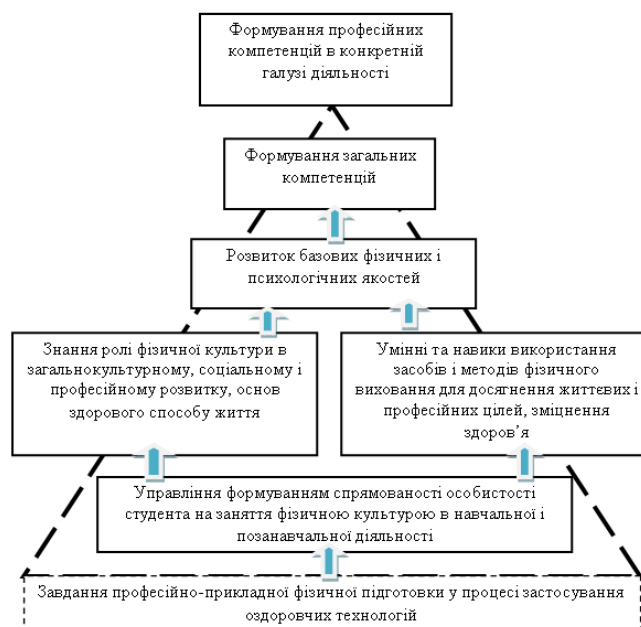 Формування професійних
компетенцій в конкретній
галузі діяльності
Формування загальних
компетенцій
Розвиток базових фізичних і
психологічних якостей
Знання ролі фізичної культури в
загальнокультурному, соціальному і
професійному розвитку, основ
здорового способу життя
Умінні та навики використання
засобів і методів фізичного
виховання для досягнення життєвих і
професійних цілей, зміцнення
здоров’я
Управління формуванням спрямованості особистості
студента на заняття фізичною культурою в навчальної і
позанавчальної діяльності
Завдання професійно-прикладної фізичної підготовки у процесі застосування
оздоровчих технологій